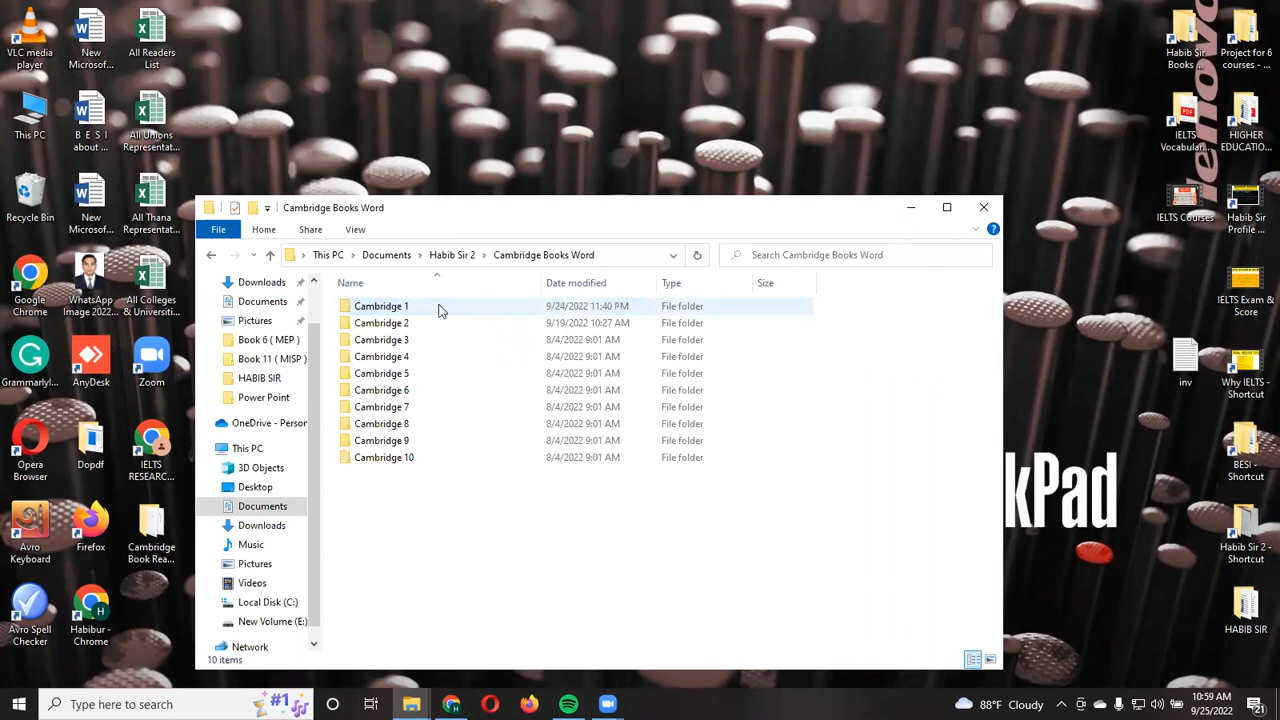 VLC media
player
New
Microsof...
All Readers
List
This PC
B E S I
about ...
All Unions
Representat...
Recycle Bin
New
Microsof...
All Thana
Representat...
Google
Chrome
WhatsApp
Image 2022...
All Colleges
& Institutes...
Grammarly...
AnyDesk
Zoom
Opera
Browser
Dopdf
IELTS
RESEARC...
Avro
Keyboard
Firefox
Cambridge
Book Rea...
Avro Spell
Checker
Habibur -
Chrome
Habib Sir
Books...
Project for 6
courses - ...
lenovo
PDF
IELTS
Vocabular...
HIGHER
EDUCATIO...
IELTS Courses
Habib Sir
Profile...
IELTS Exam &
Score
inv
Why IELTS -
Shortcut
BESI -
Shortcut
Habib Sir 2 -
Shortcut
HABIB SIR
kPad
Cambridge Books Word
File Home Share View
This PC > Documents > Habib Sir 2 > Cambridge Books Word
Search Cambridge Books Word
Downloads
Documents
Pictures
Book 6 ( MEP )
Book 11 ( MISP )
HABIB SIR
Power Point
OneDrive - Person
This PC
3D Objects
Desktop
Documents
Downloads
Music
Pictures
Videos
Local Disk (C:)
New Volume (E:)
Network
Name Date modified Type Size
Cambridge 1 9/24/2022 11:40 PM File folder
Cambridge 2 9/19/2022 10:27 AM File folder
Cambridge 3 8/4/2022 9:01 AM File folder
Cambridge 4 8/4/2022 9:01 AM File folder
Cambridge 5 8/4/2022 9:01 AM File folder
Cambridge 6 8/4/2022 9:01 AM File folder
Cambridge 7 8/4/2022 9:01 AM File folder
Cambridge 8 8/4/2022 9:01 AM File folder
Cambridge 9 8/4/2022 9:01 AM File folder
Cambridge 10 8/4/2022 9:01 AM File folder
10 items
Type here to search
#1
88°F Cloudy
10:59 AM
9/25/2022
21